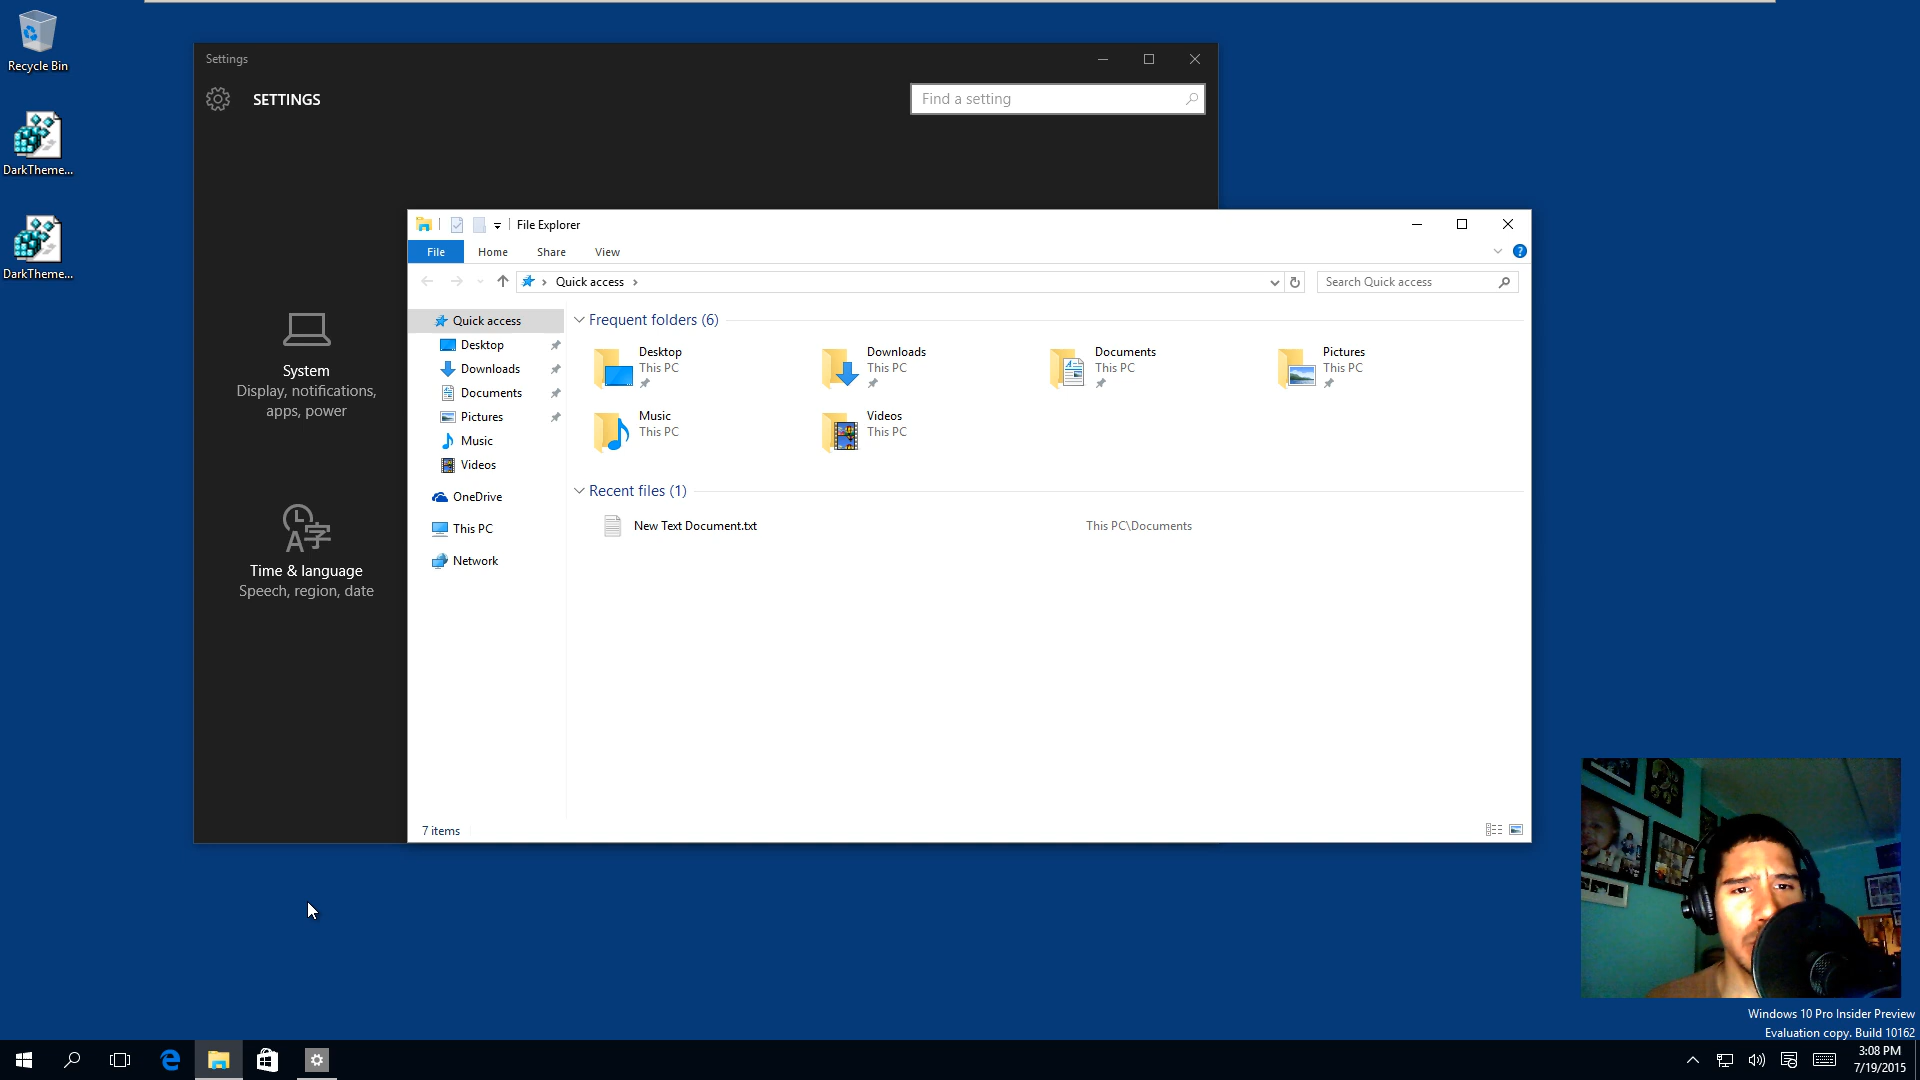 Recycle Bin
DarkTheme...
DarkTheme...
Settings
SETTINGS
Find a setting
System
Display, notifications,
apps, power
Time & language
Speech, region, date
File Explorer
File
Home
Share
View
Quick access
Search Quick access
Quick access
Desktop
Downloads
Documents
Pictures
Music
Videos
OneDrive
This PC
Network
Frequent folders (6)
Desktop
This PC
Downloads
This PC
Documents
This PC
Pictures
This PC
Music
This PC
Videos
This PC
Recent files (1)
New Text Document.txt
This PC\Documents
7 items
Windows 10 Pro Insider Preview
Evaluation copy. Build 10162
3:08 PM
7/19/2015